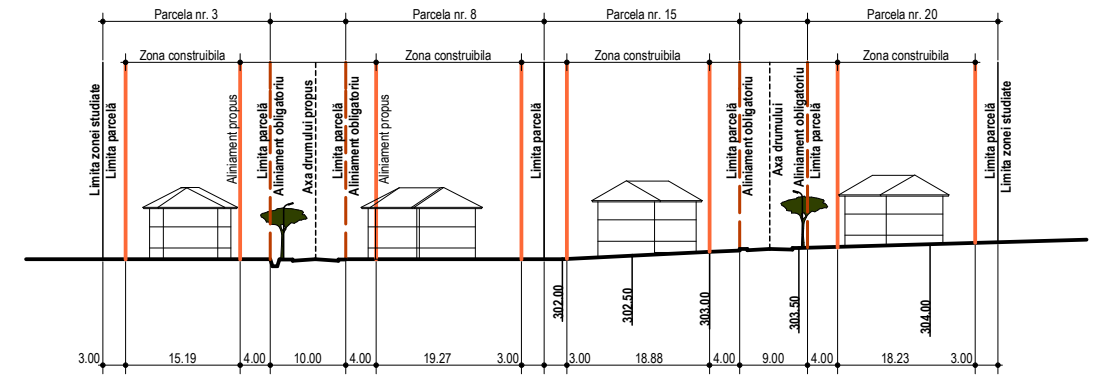 Parcela nr. 3
Parcela nr. 8
Parcela nr. 15
Parcela nr. 20
Zona construibila
Zona construibila
Zona construibila
Zona construibila
Limita zonei studiate
Limita parcelă
Aliniament propus
Limita parcelă
Aliniament obligatoriu
Axa drumului propus
Limita parcelă
Aliniament obligatoriu
Aliniament propus
Limita parcelă
Limita parcelă
Aliniament obligatoriu
Axa drumului
Aliniament obligatoriu
Limita parcelă
Limita parcelă
Limita zonei studiate
302.00
302.50
303.00
303.50
304.00
3.00
15.19
4.00
10.00
4.00
19.27
3.00
3.00
18.88
4.00
9.00
4.00
18.23
3.00